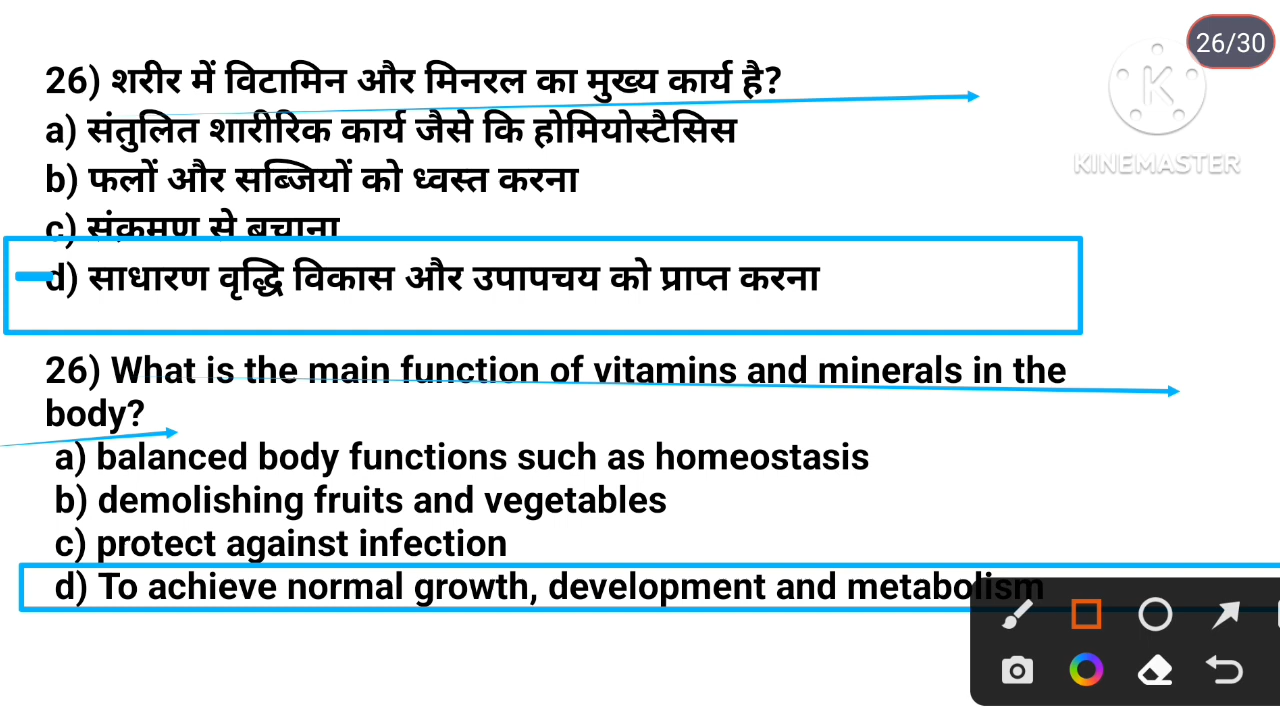 26/30
26) शरीर में विटामिन और मिनरल का मुख्य कार्य है?
a) संतुलित शारीरिक कार्य जैसे कि होमियोस्टैसिस
b) फलों और सब्जियों को ध्वस्त करना
c) संक्रमण से बचाना
d) साधारण वृद्धि विकास और उपापचय को प्राप्त करना
K
KINEMASTER
26) What is the main function of vitamins and minerals in the
body?
a) balanced body functions such as homeostasis
b) demolishing fruits and vegetables
c) protect against infection
d) To achieve normal growth, development and metabolism